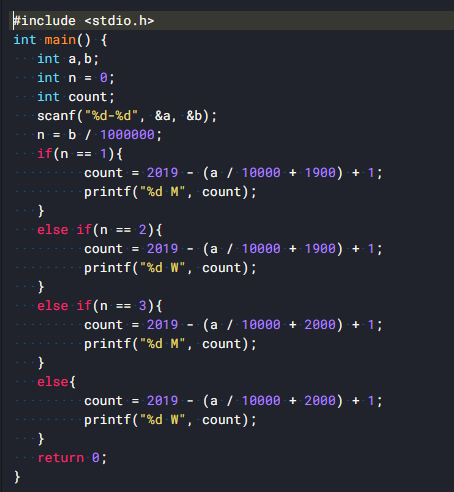 #include <stdio.h>
int main() {
    int a,b;
    int n = 0;
    int count;
    scanf("%d-%d", &a, &b);
    n = b / 1000000;
    if(n == 1){
        count = 2019 - (a / 10000 + 1900) + 1;
        printf("%d M", count);
    }
    else if(n == 2){
        count = 2019 - (a / 10000 + 1900) + 1;
        printf("%d W", count);
    }
    else if(n == 3){
        count = 2019 - (a / 10000 + 2000) + 1;
        printf("%d M", count);
    }
    else{
        count = 2019 - (a / 10000 + 2000) + 1;
        printf("%d W", count);
    }
    return 0;
}